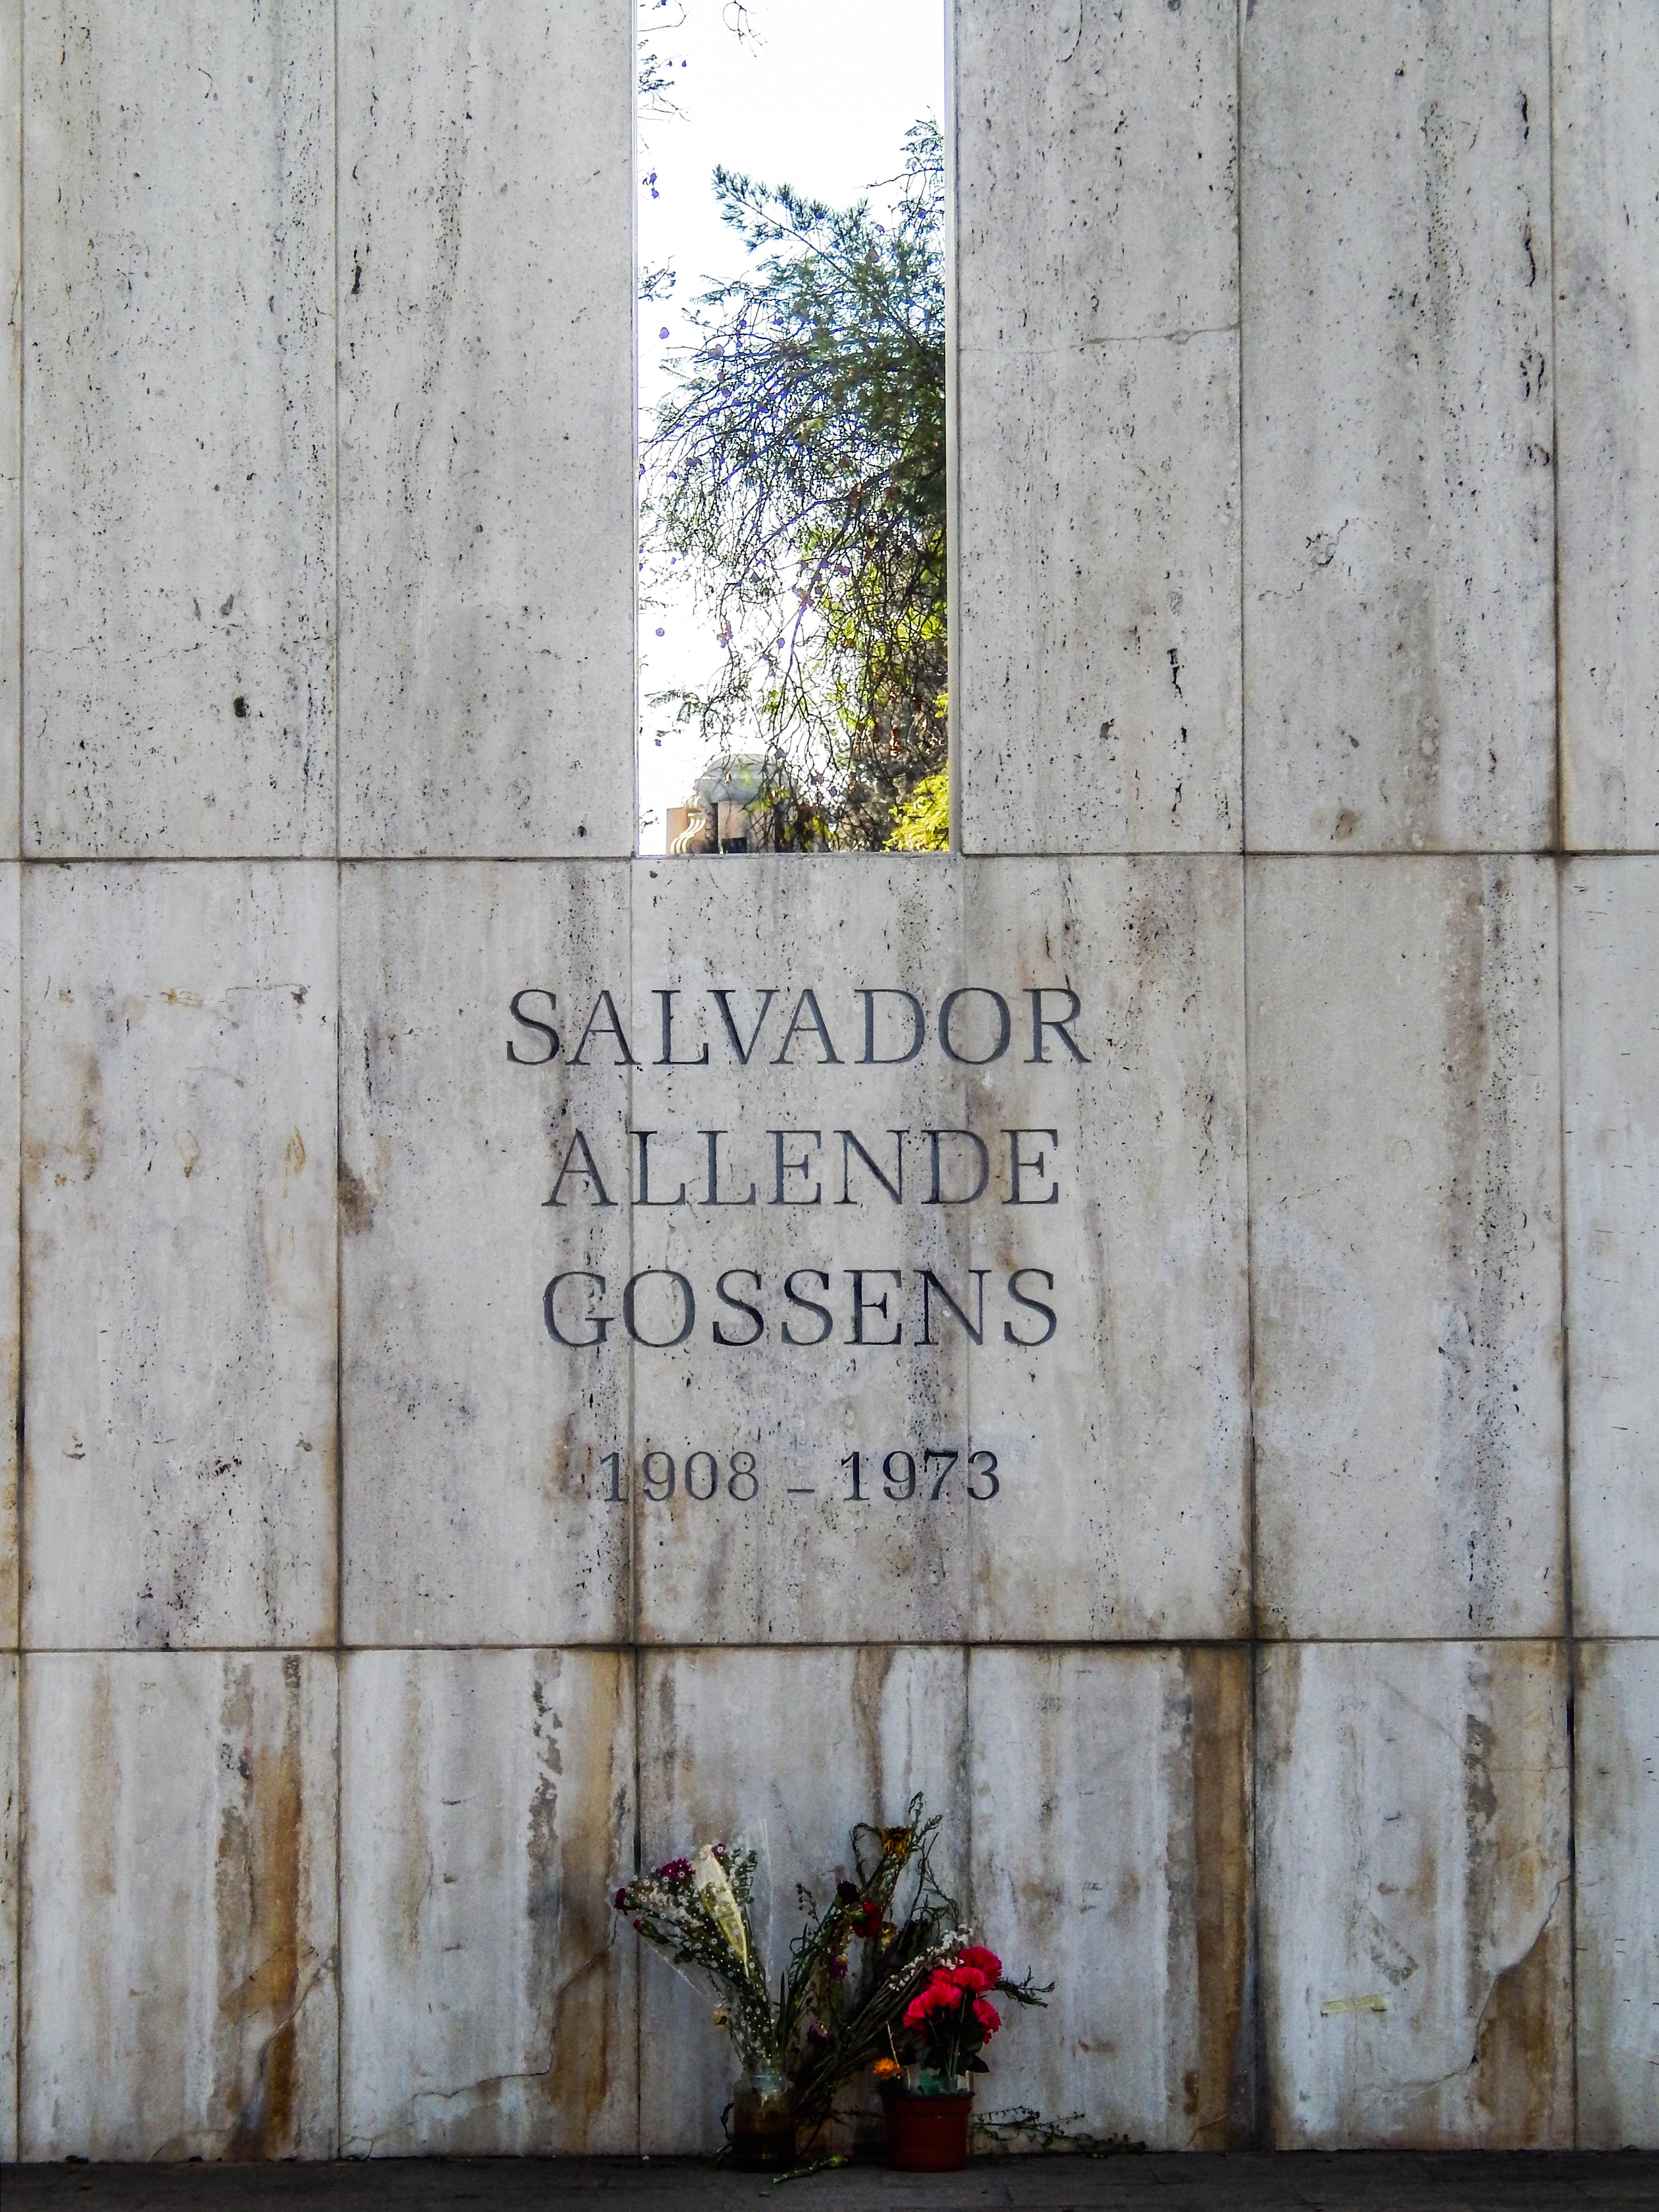 SALVADOR
ALLENDE
GOSSENS
1908 – 1973